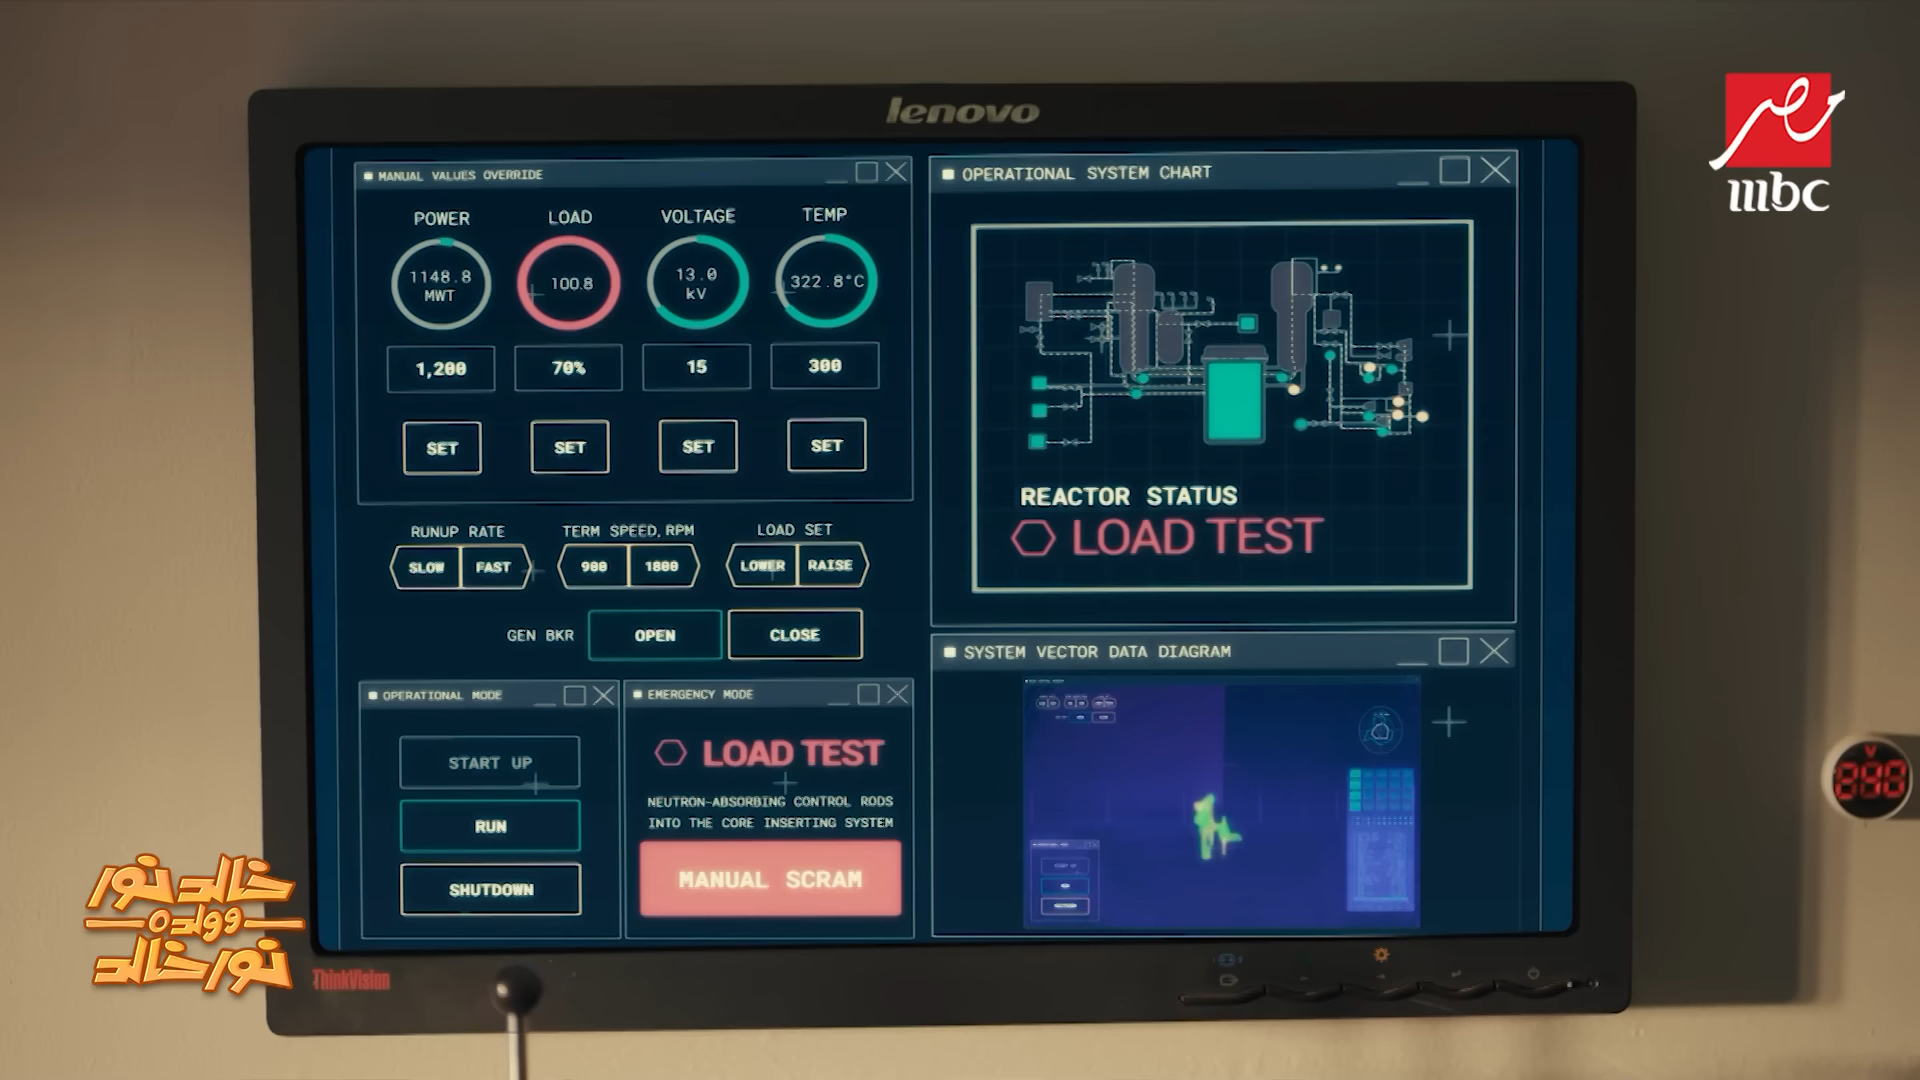 lenovo
مصر
mbc
MANUAL VALUES OVERRIDE
POWER
LOAD
VOLTAGE
TEMP
1148.8
MWT
100.8
13.0
kV
322.8°C
1,200
70%
15
300
SET
SET
SET
SET
RUNUP RATE
SLOW
FAST
TERM SPEED, RPM
900
1800
LOAD SET
LOWER
RAISE
GEN BKR
OPEN
CLOSE
OPERATIONAL MODE
START UP
RUN
SHUTDOWN
EMERGENCY MODE
LOAD TEST
NEUTRON-ABSORBING CONTROL RODS
INTO THE CORE INSERTING SYSTEM
MANUAL SCRAM
OPERATIONAL SYSTEM CHART
REACTOR STATUS
LOAD TEST
SYSTEM VECTOR DATA DIAGRAM
V
خالد نور
وولده
نور خالد
ThinkVision